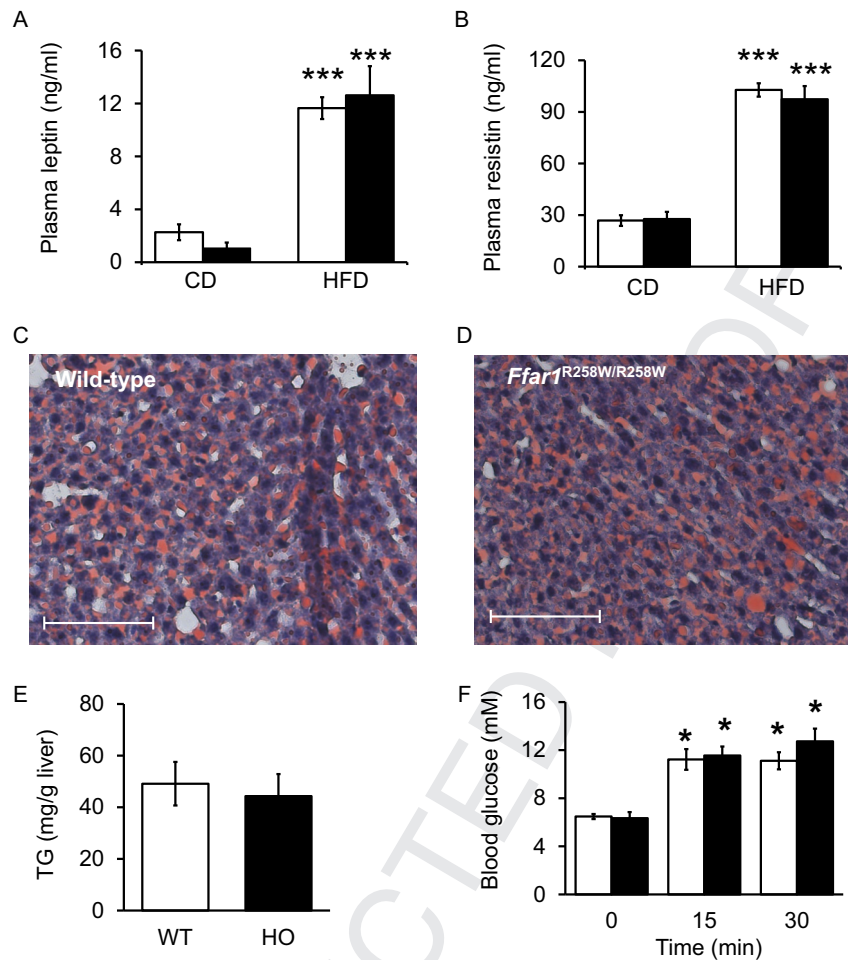 A
Plasma leptin (ng/ml)
16
12
8
4
0
***
***
CD
HFD
B
Plasma resistin (ng/ml)
120
90
60
30
0
***
***
CD
HFD
C
Wild-type
D
Ffar1R258W/R258W
E
TG (mg/g liver)
80
60
40
20
0
WT
HO
F
Blood glucose (mM)
16
12
8
4
0
*
*
*
*
0
15
30
Time (min)